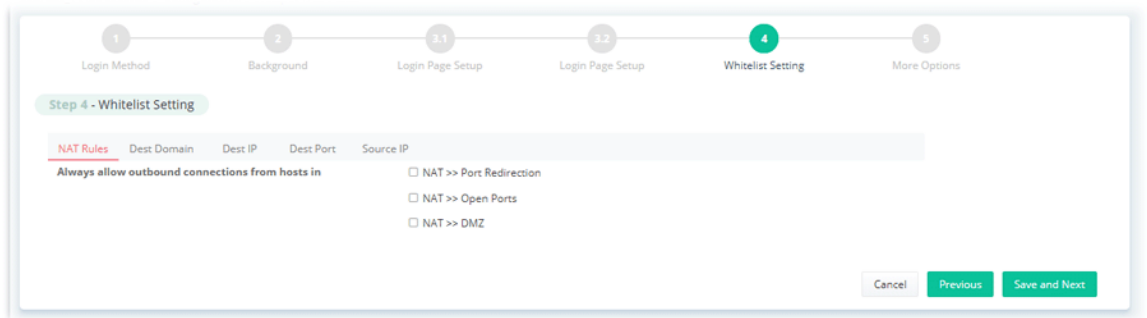 1 2 3.1 3.2 4 5
Login Method Background Login Page Setup Login Page Setup Whitelist Setting More Options
Step 4 - Whitelist Setting
NAT Rules Dest Domain Dest IP Dest Port Source IP
Always allow outbound connections from hosts in NAT >> Port Redirection
NAT >> Open Ports
NAT >> DMZ
Cancel Previous Save and Next